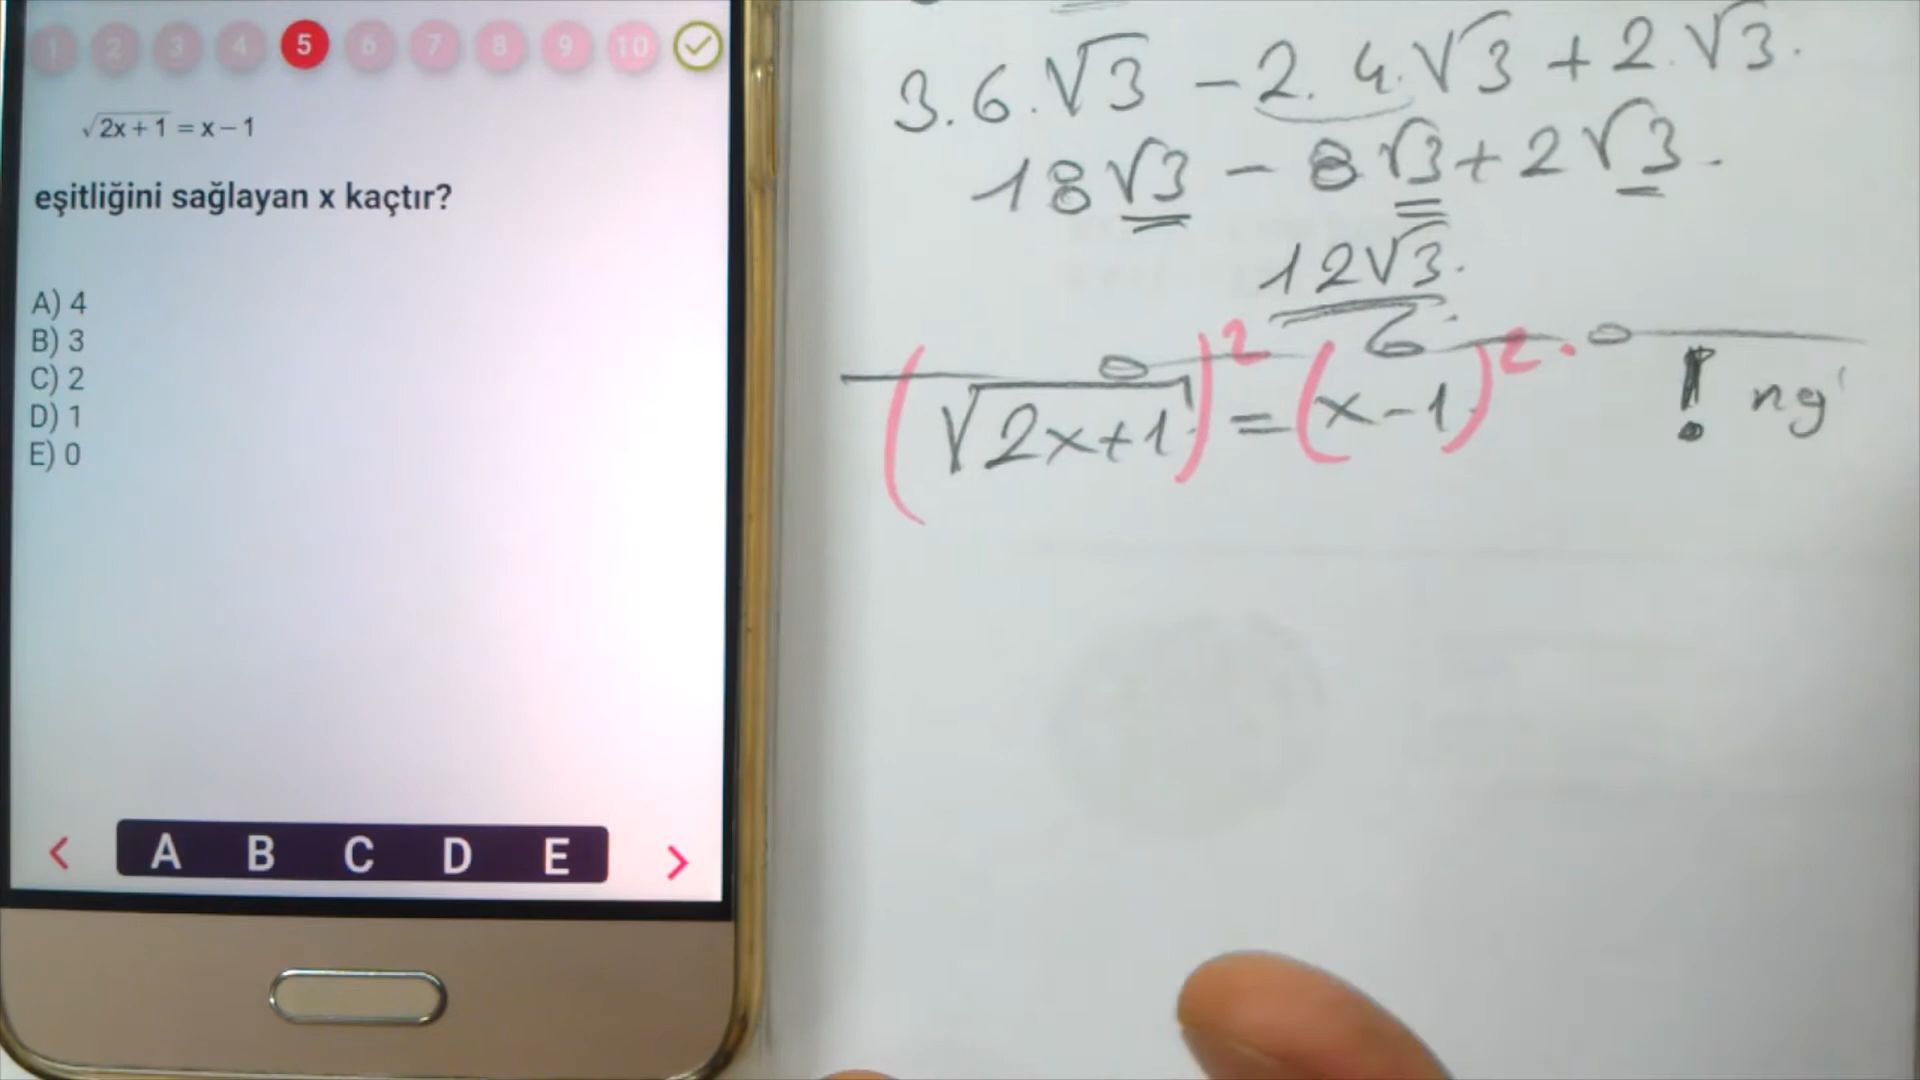 1 2 3 4 5 6 7 8 9 10
√2x + 1 = x – 1
eşitliğini sağlayan x kaçtır?
A) 4
B) 3
C) 2
D) 1
E) 0
< A B C D E >
3.6.√3 – 2.4.√3 + 2.√3.
18√3 – 8√3 + 2√3.
12√3.
(√2x+1)² = (x–1)². ! ng